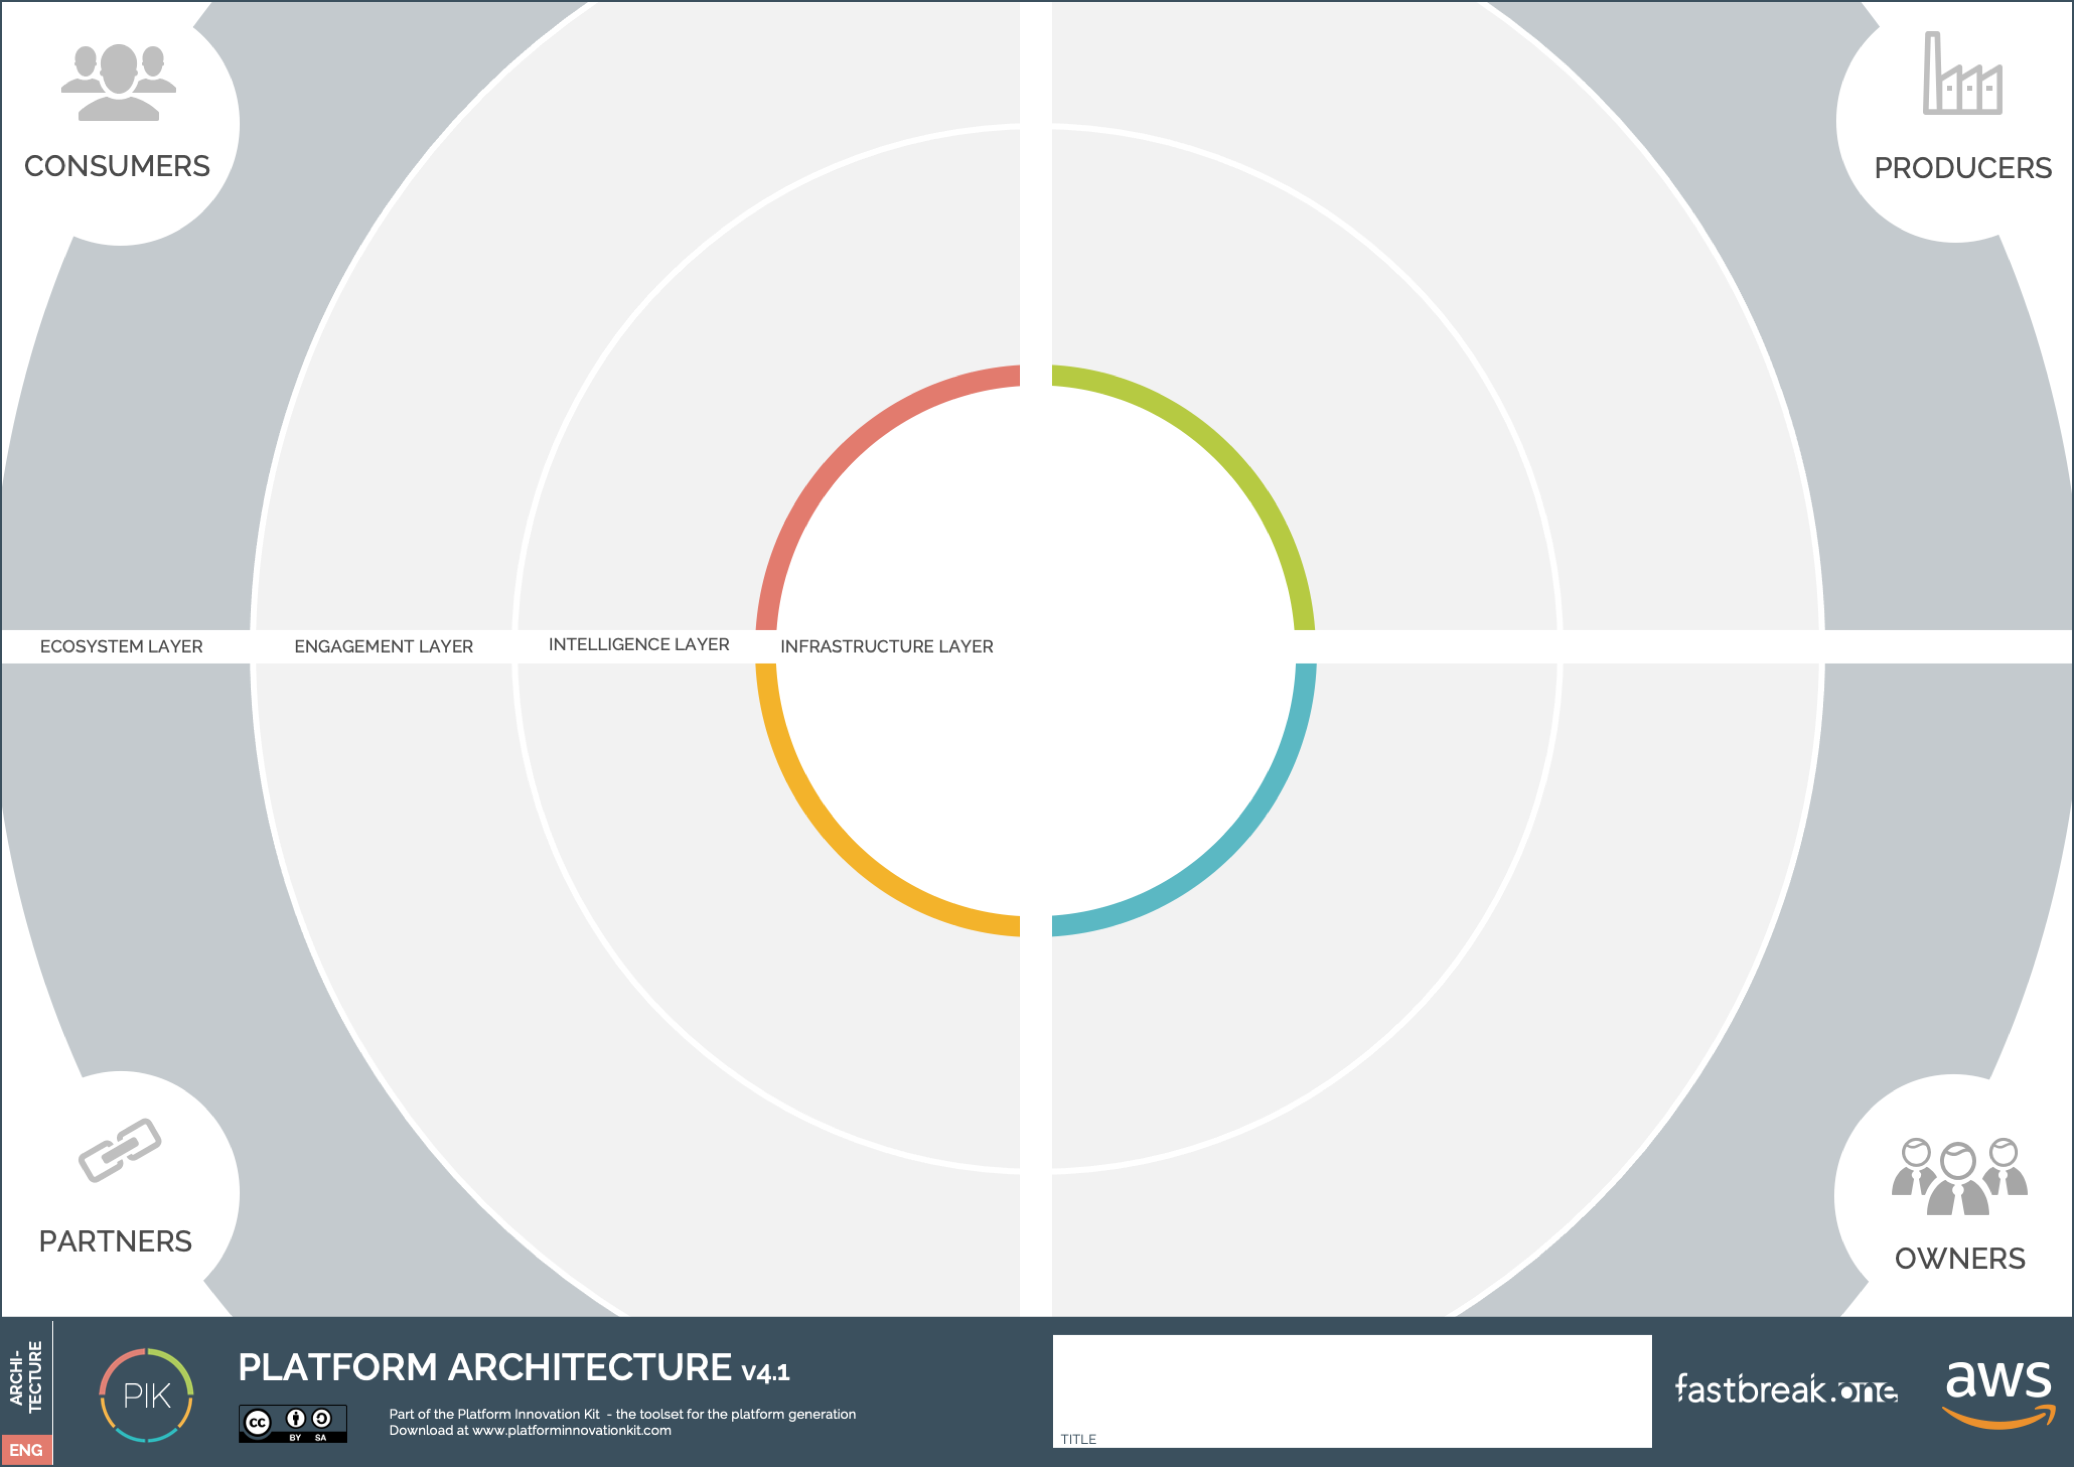 CONSUMERS
PRODUCERS
ECOSYSTEM LAYER
ENGAGEMENT LAYER
INTELLIGENCE LAYER
INFRASTRUCTURE LAYER
PARTNERS
OWNERS
ARCHI-
TECTURE
ENG
PIK
PLATFORM ARCHITECTURE v4.1
cc
BY SA
Part of the Platform Innovation Kit - the toolset for the platform generation
Download at www.platforminnovationkit.com
TITLE
fastbreak.one
aws